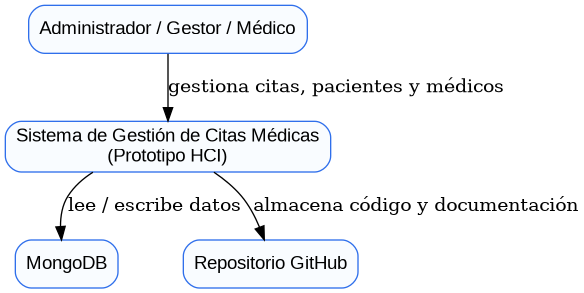 Administrador / Gestor / Médico
gestiona citas, pacientes y médicos
Sistema de Gestión de Citas Médicas
(Prototipo HCI)
lee / escribe datos
almacena código y documentación
MongoDB
Repositorio GitHub